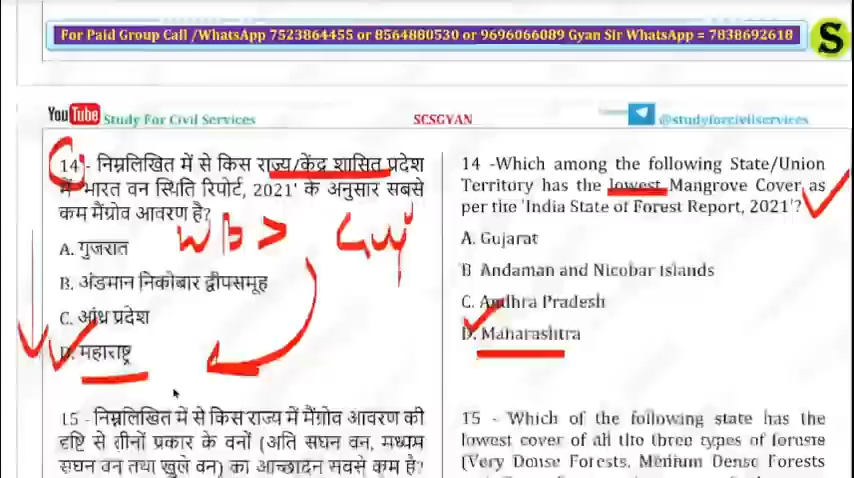 For Paid Group Call /WhatsApp 7523864455 or 8564880530 or 9696066089 Gyan Sir WhatsApp = 7838692618
S
YouTube Study For Civil Services
SCSGYAN
@studyforcivilservices
14 - निम्नलिखित में से किस राज्य/केंद्र शासित प्रदेश
में 'भारत वन स्थिति रिपोर्ट, 2021' के अनुसार सबसे
कम मैंग्रोव आवरण है?
A. गुजरात
B. अंडमान निकोबार द्वीपसमूह
C. आंध्र प्रदेश
D. महाराष्ट्र
wb >
15 - निम्नलिखित में से किस राज्य में मैंग्रोव आवरण की
दृष्टि से तीनों प्रकार के वनों (अति सघन वन, मध्यम
सघन वन तथा खुले वन) का आच्छादन सबसे कम है?
14 -Which among the following State/Union
Territory has the lowest Mangrove Cover as
per the 'India State of Forest Report, 2021'?
A. Gujarat
B Andaman and Nicobar Islands
C. Andhra Pradesh
D. Maharashtra
15 - Which of the following state has the
lowest cover of all the three types of forests
(Very Dense Forests, Medium Dense Forests